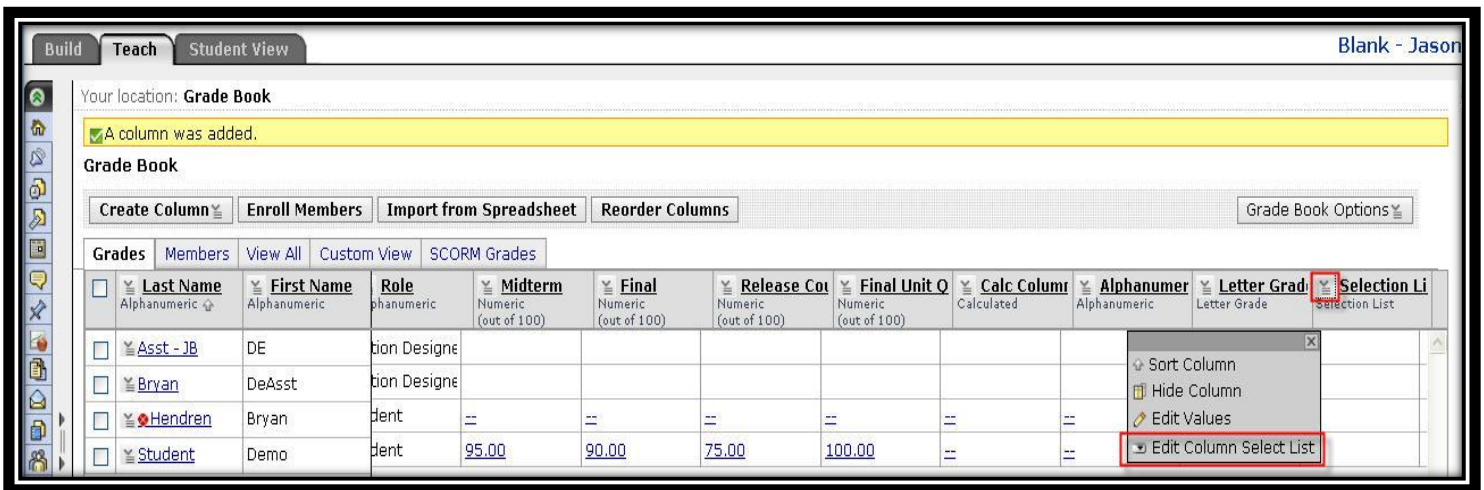 Build Teach Student View Blank - Jason
Your location: Grade Book
A column was added.
Grade Book
Create Column Enroll Members Import from Spreadsheet Reorder Columns Grade Book Options
Grades Members View All Custom View SCORM Grades
Last Name First Name Role Midterm Final Release Cou Final Unit Q Calc Colum Alphanumer Letter Grad Selection Li
Alphanumeric Alphanumeric phanumeric Numeric Numeric Numeric Numeric Calculated Alphanumeric Letter Grade Selection List
(out of 100) (out of 100) (out of 100) (out of 100)
Asst - JB DE tion Designe
Sort Column
Bryan DeAsst tion Designe
Hide Column
Hendren Bryan dent -- -- -- -- -- --
Edit Values
Student Demo dent 95.00 90.00 75.00 100.00 -- --
Edit Column Select List